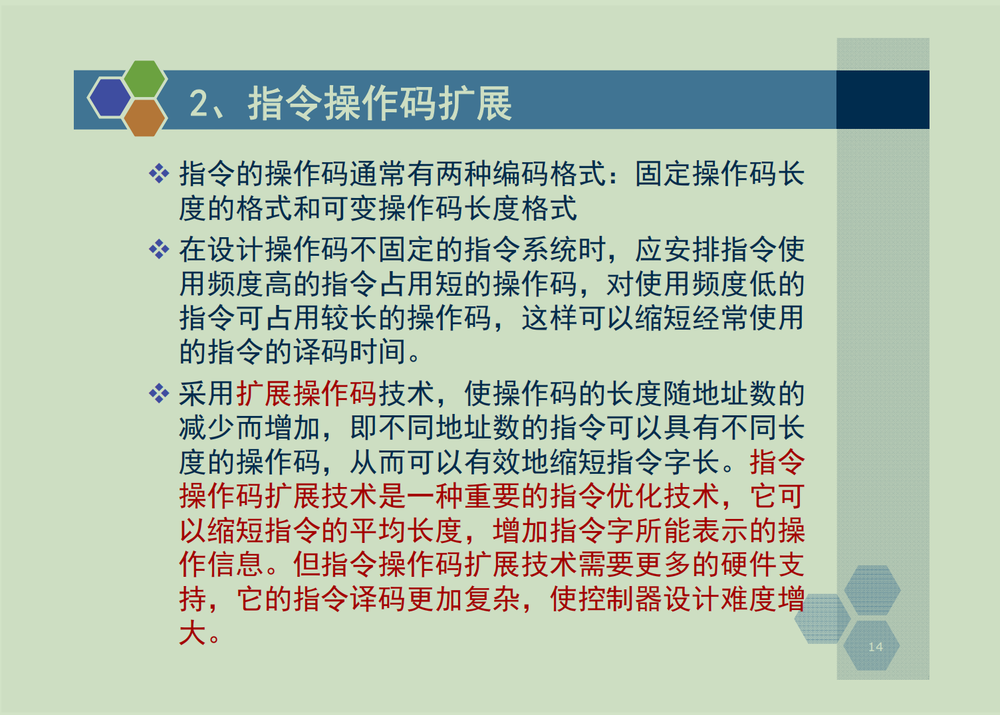 2、指令操作码扩展
指令的操作码通常有两种编码格式：固定操作码长
度的格式和可变操作码长度格式
在设计操作码不固定的指令系统时，应安排指令使
用频度高的指令占用短的操作码，对使用频度低的
指令可占用较长的操作码，这样可以缩短经常使用
的指令的译码时间。
采用扩展操作码技术，使操作码的长度随地址数的
减少而增加，即不同地址数的指令可以具有不同长
度的操作码，从而可以有效地缩短指令字长。指令
操作码扩展技术是一种重要的指令优化技术，它可
以缩短指令的平均长度，增加指令字所能表示的操
作信息。但指令操作码扩展技术需要更多的硬件支
持，它的指令译码更加复杂，使控制器设计难度增
大。
14